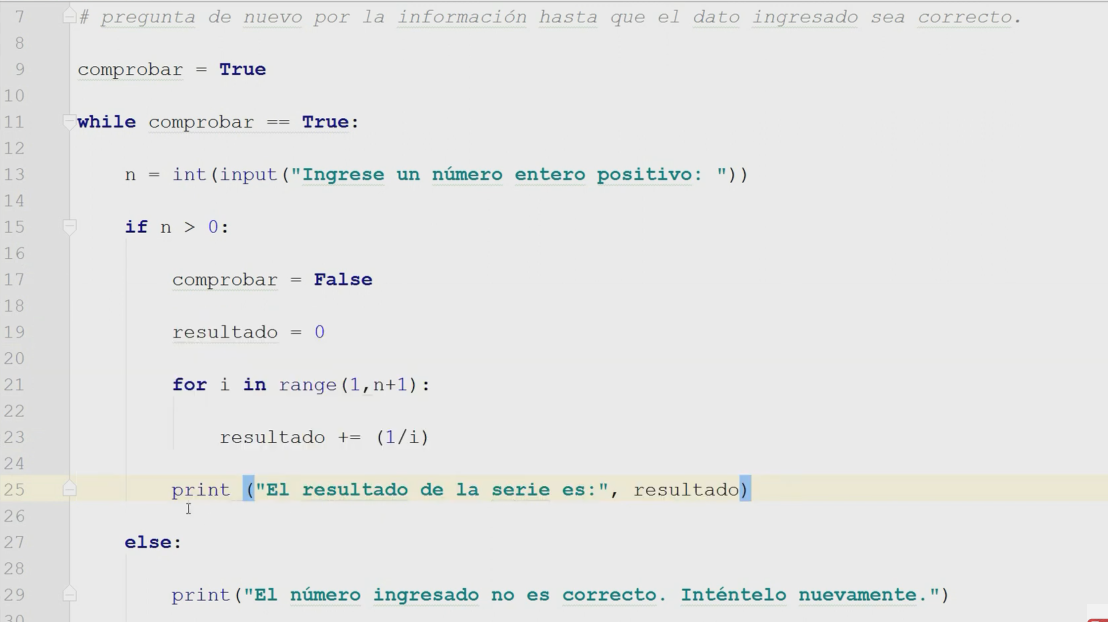 7 # pregunta de nuevo por la información hasta que el dato ingresado sea correcto.
8
9 comprobar = True
10
11 while comprobar == True:
12
13 n = int(input("Ingrese un número entero positivo: "))
14
15 if n > 0:
16
17 comprobar = False
18
19 resultado = 0
20
21 for i in range(1,n+1):
22
23 resultado += (1/i)
24
25 print ("El resultado de la serie es:", resultado)
26
27 else:
28
29 print("El número ingresado no es correcto. Inténtelo nuevamente.")
30